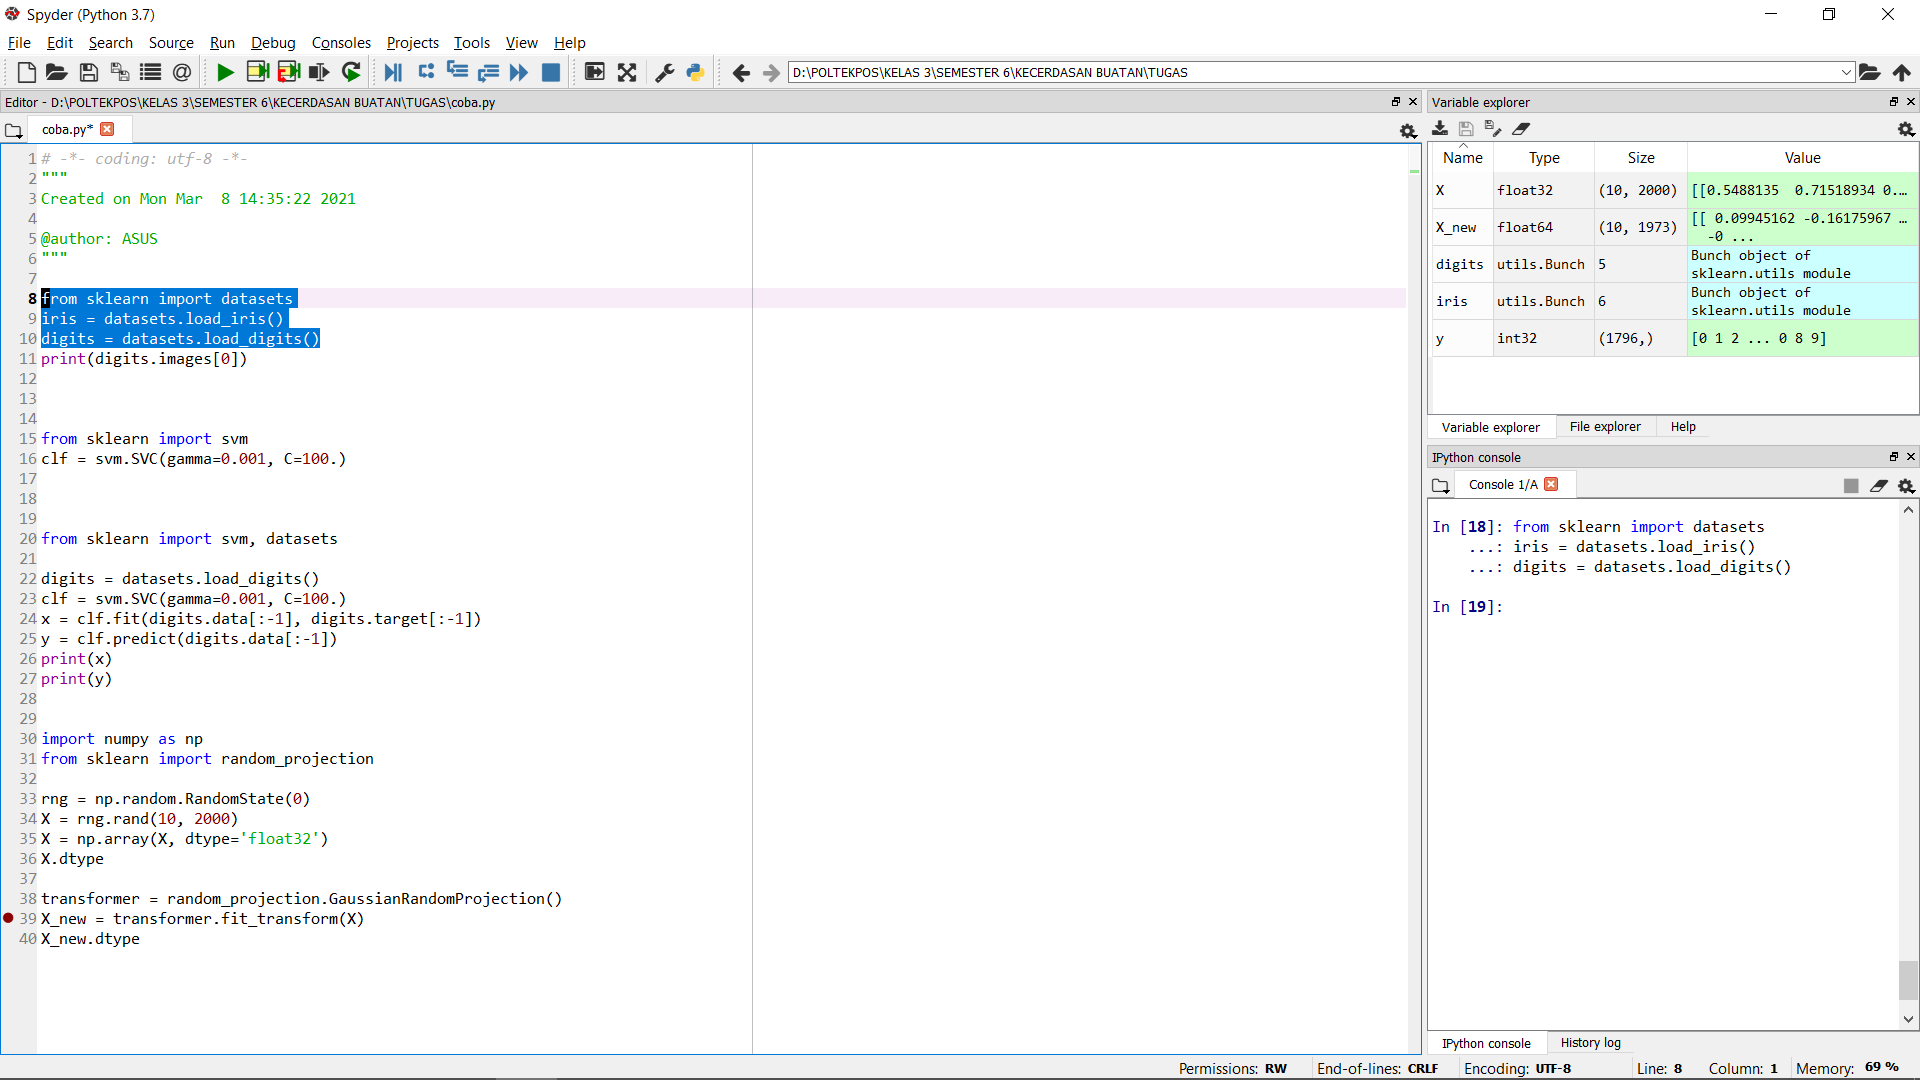 Spyder (Python 3.7)
File Edit Search Source Run Debug Consoles Projects Tools View Help
D:\POLTEKPOS\KELAS 3\SEMESTER 6\KECERDASAN BUATAN\TUGAS
Editor - D:\POLTEKPOS\KELAS 3\SEMESTER 6\KECERDASAN BUATAN\TUGAS\coba.py
coba.py*
1 # -*- coding: utf-8 -*-
2 """
3 Created on Mon Mar  8 14:35:22 2021
4
5 @author: ASUS
6 """
7
8 from sklearn import datasets
9 iris = datasets.load_iris()
10 digits = datasets.load_digits()
11 print(digits.images[0])
12
13
14
15 from sklearn import svm
16 clf = svm.SVC(gamma=0.001, C=100.)
17
18
19
20 from sklearn import svm, datasets
21
22 digits = datasets.load_digits()
23 clf = svm.SVC(gamma=0.001, C=100.)
24 x = clf.fit(digits.data[:-1], digits.target[:-1])
25 y = clf.predict(digits.data[:-1])
26 print(x)
27 print(y)
28
29
30 import numpy as np
31 from sklearn import random_projection
32
33 rng = np.random.RandomState(0)
34 X = rng.rand(10, 2000)
35 X = np.array(X, dtype='float32')
36 X.dtype
37
38 transformer = random_projection.GaussianRandomProjection()
39 X_new = transformer.fit_transform(X)
40 X_new.dtype
Variable explorer
Name Type Size Value
X float32 (10, 2000) [[0.5488135  0.71518934 0.…
X_new float64 (10, 1973) [[ 0.09945162 -0.16175967 …
-0 ...
digits utils.Bunch 5 Bunch object of
sklearn.utils module
iris utils.Bunch 6 Bunch object of
sklearn.utils module
y int32 (1796,) [0 1 2 ... 0 8 9]
Variable explorer File explorer Help
IPython console
Console 1/A
In [18]: from sklearn import datasets
...: iris = datasets.load_iris()
...: digits = datasets.load_digits()
In [19]:
IPython console History log
Permissions: RW End-of-lines: CRLF Encoding: UTF-8 Line: 8 Column: 1 Memory: 69 %